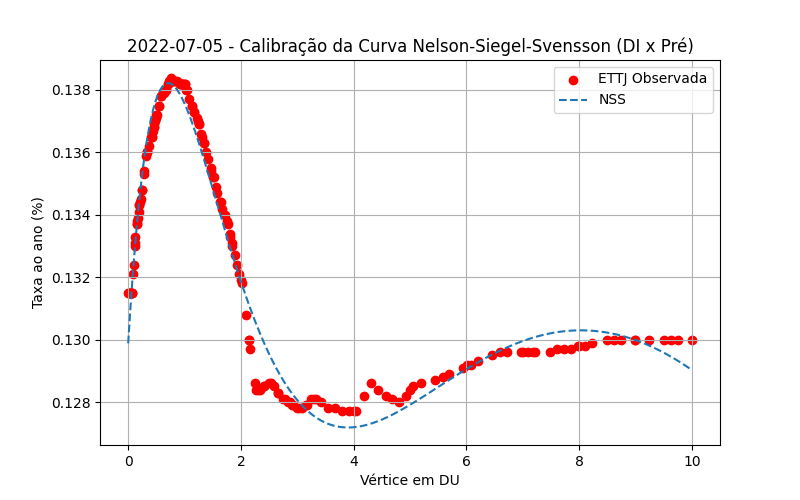 2022-07-05 - Calibração da Curva Nelson-Siegel-Svensson (DI x Pré)
ETTJ Observada
NSS
Taxa ao ano (%)
0.138
0.136
0.134
0.132
0.130
0.128
0 2 4 6 8 10
Vértice em DU